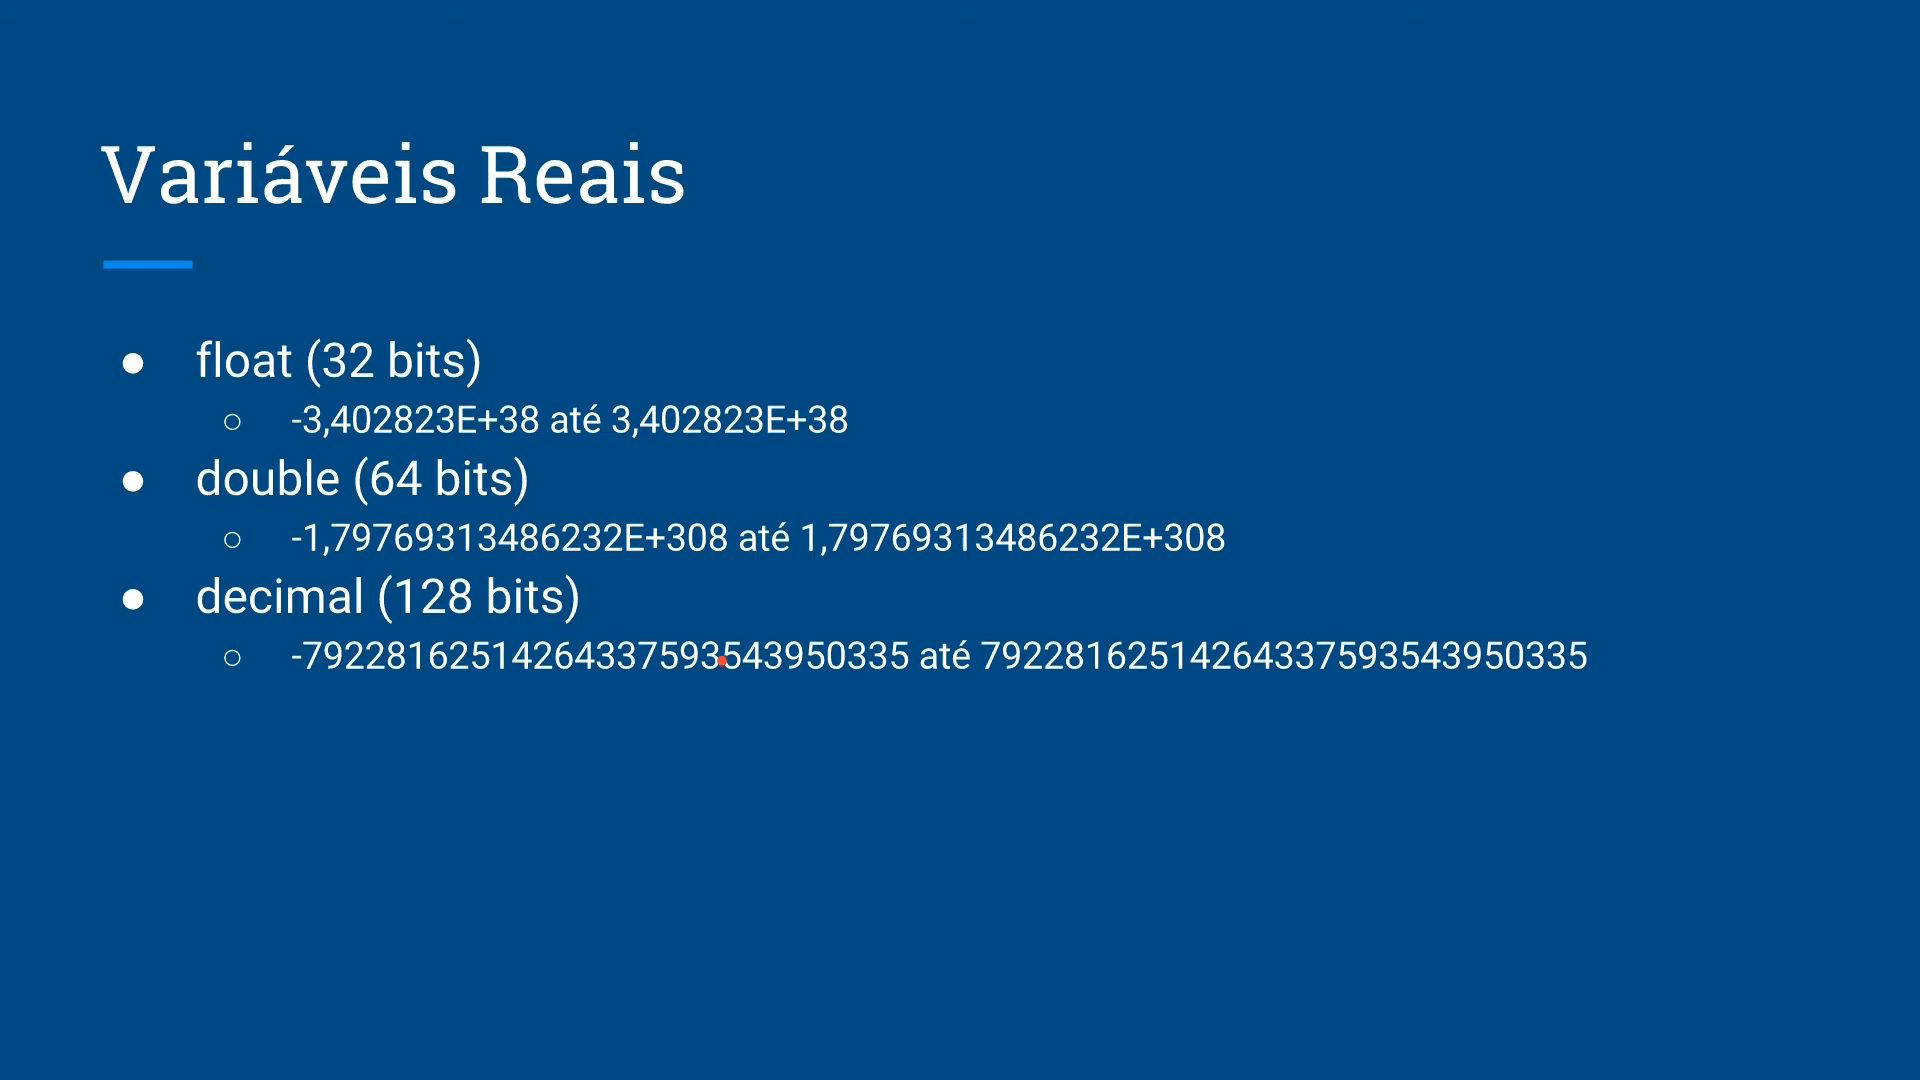 Variáveis Reais
● float (32 bits)
○ -3,402823E+38 até 3,402823E+38
● double (64 bits)
○ -1,79769313486232E+308 até 1,79769313486232E+308
● decimal (128 bits)
○ -79228162514264337593543950335 até 79228162514264337593543950335